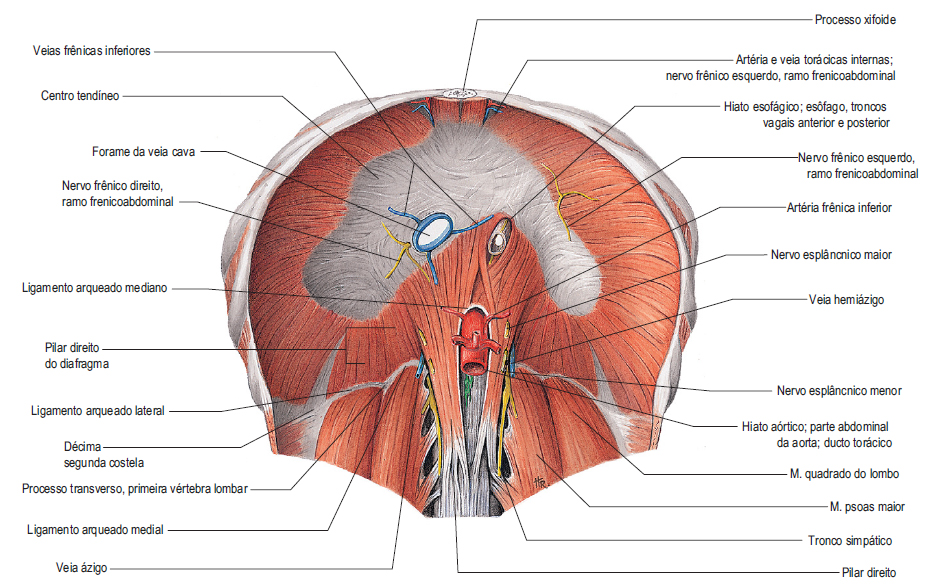 Processo xifoide
Veias frênicas inferiores
Artéria e veia torácicas internas;
nervo frênico esquerdo, ramo frenicoabdominal
Centro tendíneo
Hiato esofágico; esôfago, troncos
vagais anterior e posterior
Forame da veia cava
Nervo frênico esquerdo,
ramo frenicoabdominal
Nervo frênico direito,
ramo frenicoabdominal
Artéria frênica inferior
Nervo esplâncnico maior
Ligamento arqueado mediano
Veia hemiázigo
Pilar direito
do diafragma
Nervo esplâncnico menor
Ligamento arqueado lateral
Hiato aórtico; parte abdominal
da aorta; ducto torácico
Décima
segunda costela
M. quadrado do lombo
Processo transverso, primeira vértebra lombar
M. psoas maior
Ligamento arqueado medial
Tronco simpático
Veia ázigo
Pilar direito